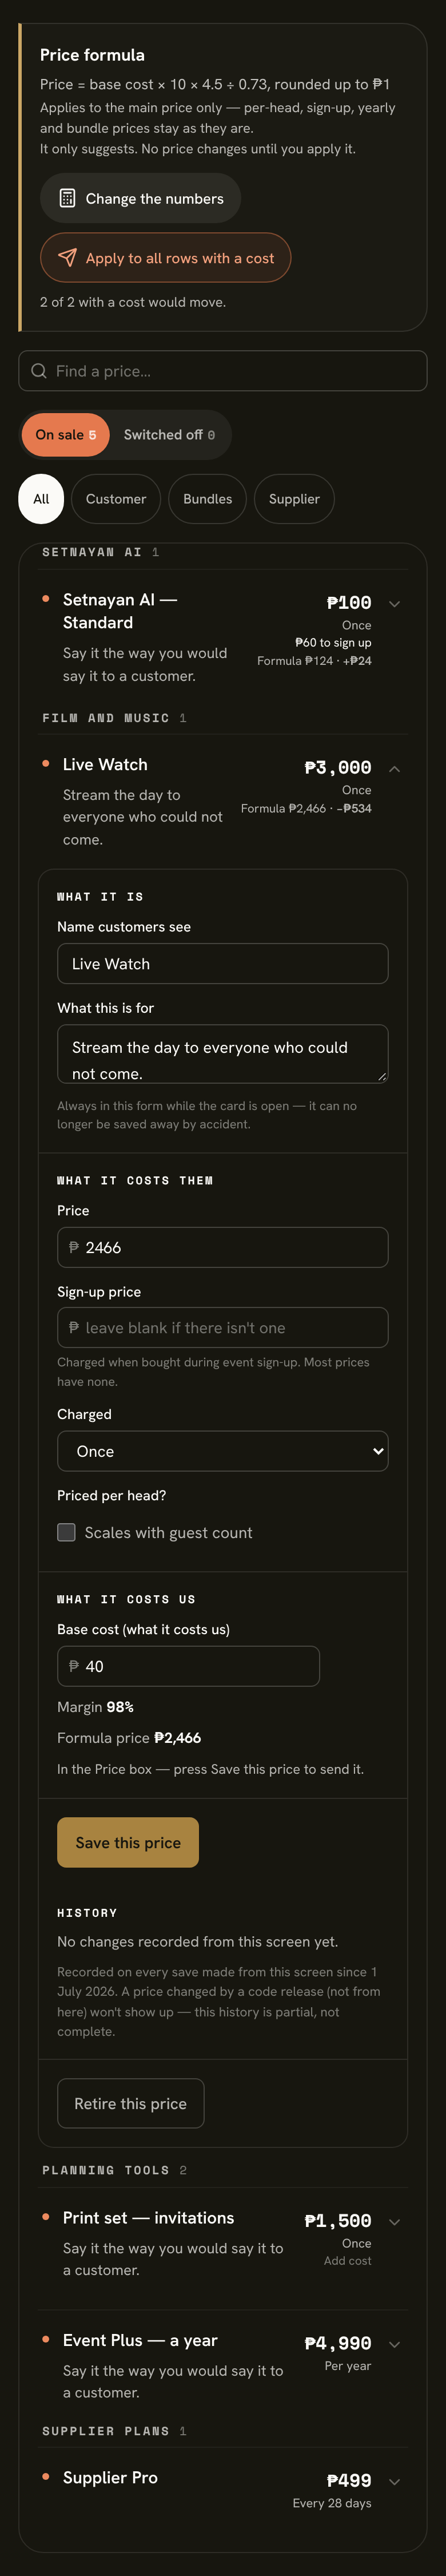 Price formula
Price = base cost × 10 × 4.5 ÷ 0.73, rounded up to ₱1
Applies to the main price only — per-head, sign-up, yearly
and bundle prices stay as they are.
It only suggests. No price changes until you apply it.
Change the numbers
Apply to all rows with a cost
2 of 2 with a cost would move.
Find a price...
On sale 5 Switched off 0
All Customer Bundles Supplier
SETNAYAN AI 1
Setnayan AI —
Standard
₱100
Once
₱60 to sign up
Formula ₱124 · +₱24
Say it the way you would
say it to a customer.
FILM AND MUSIC 1
Live Watch
₱3,000
Once
Formula ₱2,466 · −₱534
Stream the day to
everyone who could not
come.
WHAT IT IS
Name customers see
Live Watch
What this is for
Stream the day to everyone who could
not come.
Always in this form while the card is open — it can no
longer be saved away by accident.
WHAT IT COSTS THEM
Price
₱ 2466
Sign-up price
₱ leave blank if there isn't one
Charged when bought during event sign-up. Most prices
have none.
Charged
Once
Priced per head?
Scales with guest count
WHAT IT COSTS US
Base cost (what it costs us)
₱ 40
Margin 98%
Formula price ₱2,466
In the Price box — press Save this price to send it.
Save this price
HISTORY
No changes recorded from this screen yet.
Recorded on every save made from this screen since 1
July 2026. A price changed by a code release (not from
here) won't show up — this history is partial, not
complete.
Retire this price
PLANNING TOOLS 2
Print set — invitations
₱1,500
Once
Add cost
Say it the way you would say it to
a customer.
Event Plus — a year
₱4,990
Per year
Say it the way you would say it to
a customer.
SUPPLIER PLANS 1
Supplier Pro
₱499
Every 28 days